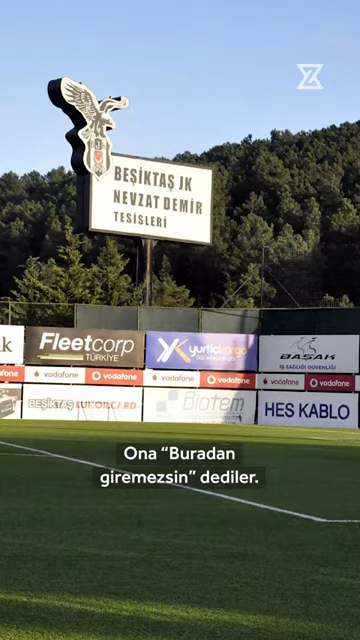 BEŞİKTAŞ JK
NEVZAT DEMİR
TESİSLERİ
Fleetcorp
TÜRKİYE
yurtiçi kargo
BAŞAK
İŞ SAĞLIĞI GÜVENLİĞİ
vodafone
vodafone
vodafone
vodafone
vodafone
vodafone
BEŞİKTAŞ
Biotem
HES KABLO
Ona “Buradan
giremezsin” dediler.